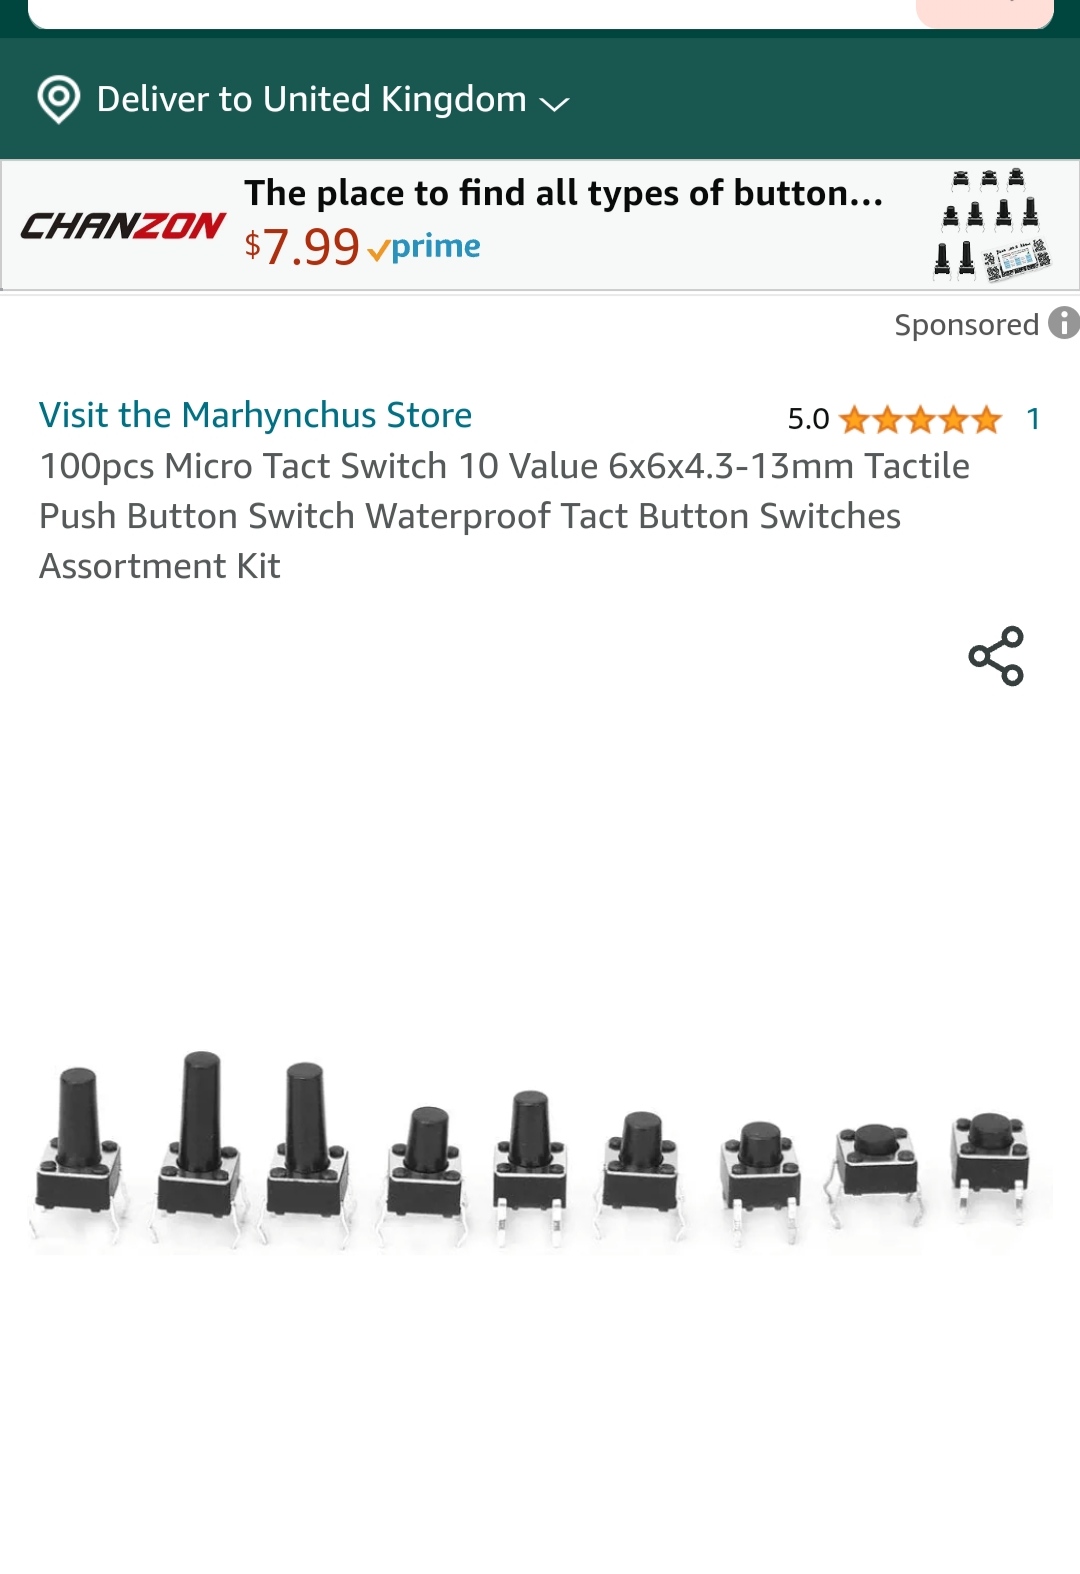 Deliver to United Kingdom
CHANZON
The place to find all types of button...
$7.99 prime
Sponsored
Visit the Marhynchus Store
5.0 1
100pcs Micro Tact Switch 10 Value 6x6x4.3-13mm Tactile
Push Button Switch Waterproof Tact Button Switches
Assortment Kit